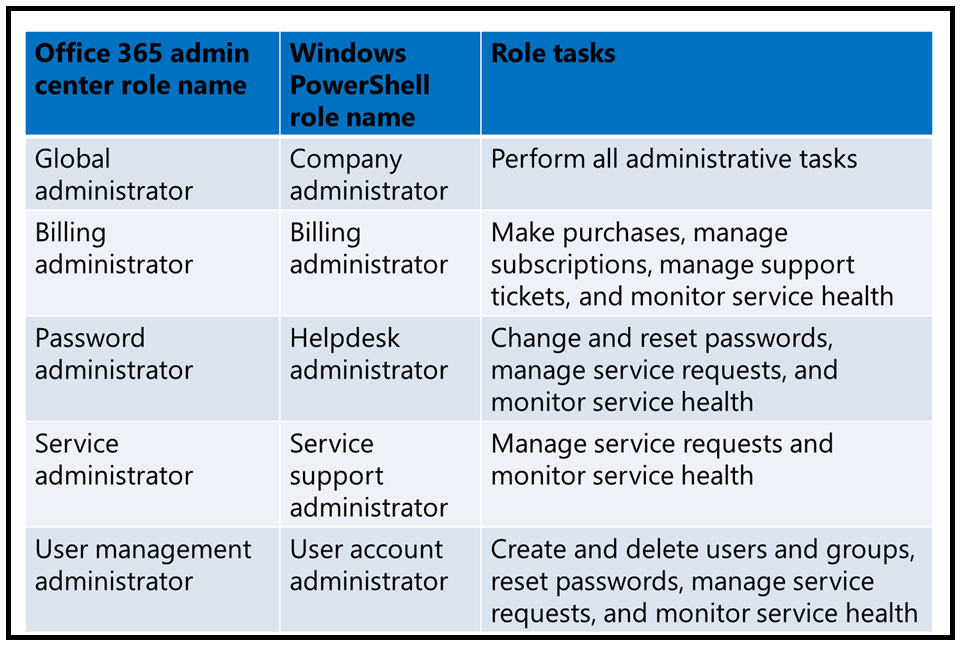 Office 365 admin
center role name
Windows
PowerShell
role name
Role tasks
Global
administrator
Company
administrator
Perform all administrative tasks
Billing
administrator
Billing
administrator
Make purchases, manage
subscriptions, manage support
tickets, and monitor service health
Password
administrator
Helpdesk
administrator
Change and reset passwords,
manage service requests, and
monitor service health
Service
administrator
Service
support
administrator
Manage service requests and
monitor service health
User management
administrator
User account
administrator
Create and delete users and groups,
reset passwords, manage service
requests, and monitor service health